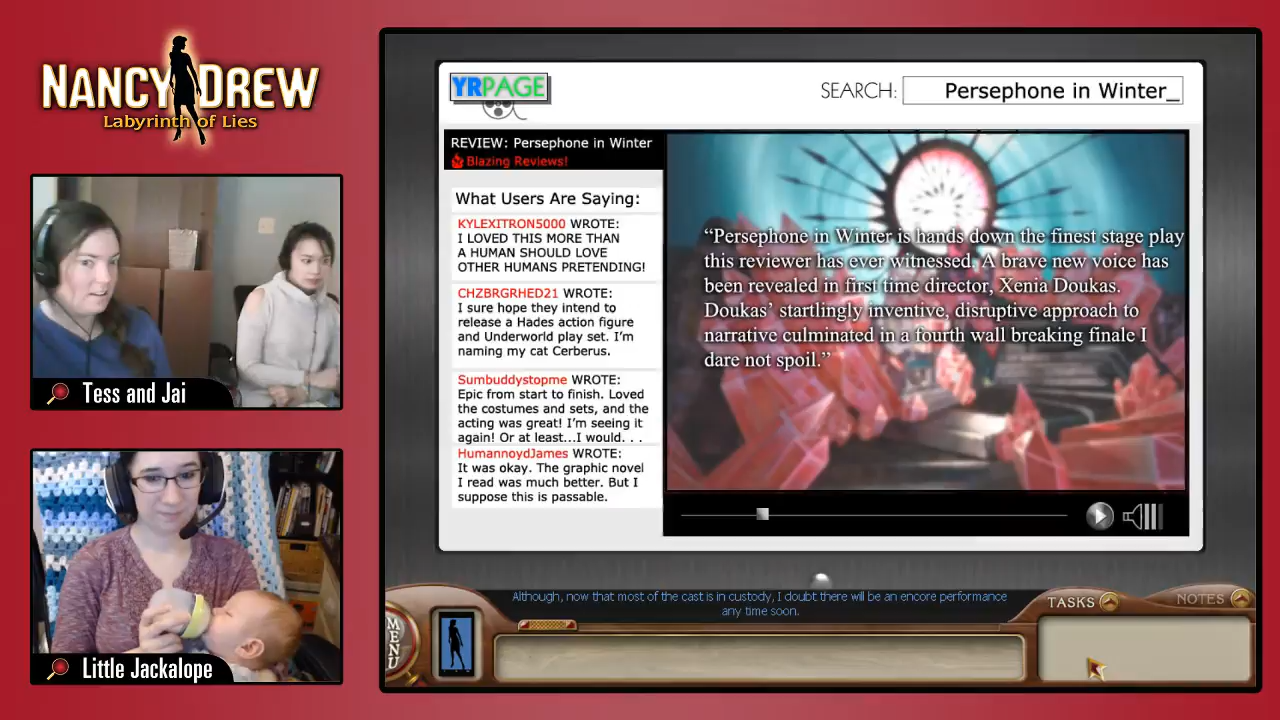 NANCY DREW
Labyrinth of Lies
Tess and Jai
Little Jackalope
YRPAGE
SEARCH:
Persephone in Winter_
REVIEW: Persephone in Winter
Blazing Reviews!
What Users Are Saying:
KYLEXITRON5000 WROTE:
I LOVED THIS MORE THAN
A HUMAN SHOULD LOVE
OTHER HUMANS PRETENDING!
CHZBRGRHED21 WROTE:
I sure hope they intend to
release a Hades action figure
and Underworld play set. I'm
naming my cat Cerberus.
Sumbuddystopme WROTE:
Epic from start to finish. Loved
the costumes and sets, and the
acting was great! I'm seeing it
again! Or at least...I would. . .
HumannoydJames WROTE:
It was okay. The graphic novel
I read was much better. But I
suppose this is passable.
“Persephone in Winter is hands down the finest stage play
this reviewer has ever witnessed. A brave new voice has
been revealed in first time director, Xenia Doukas.
Doukas’ startlingly inventive, disruptive approach to
narrative culminated in a fourth wall breaking finale I
dare not spoil.”
Although, now that most of the cast is in custody, I doubt there will be an encore performance
any time soon.
MENU
TASKS
NOTES